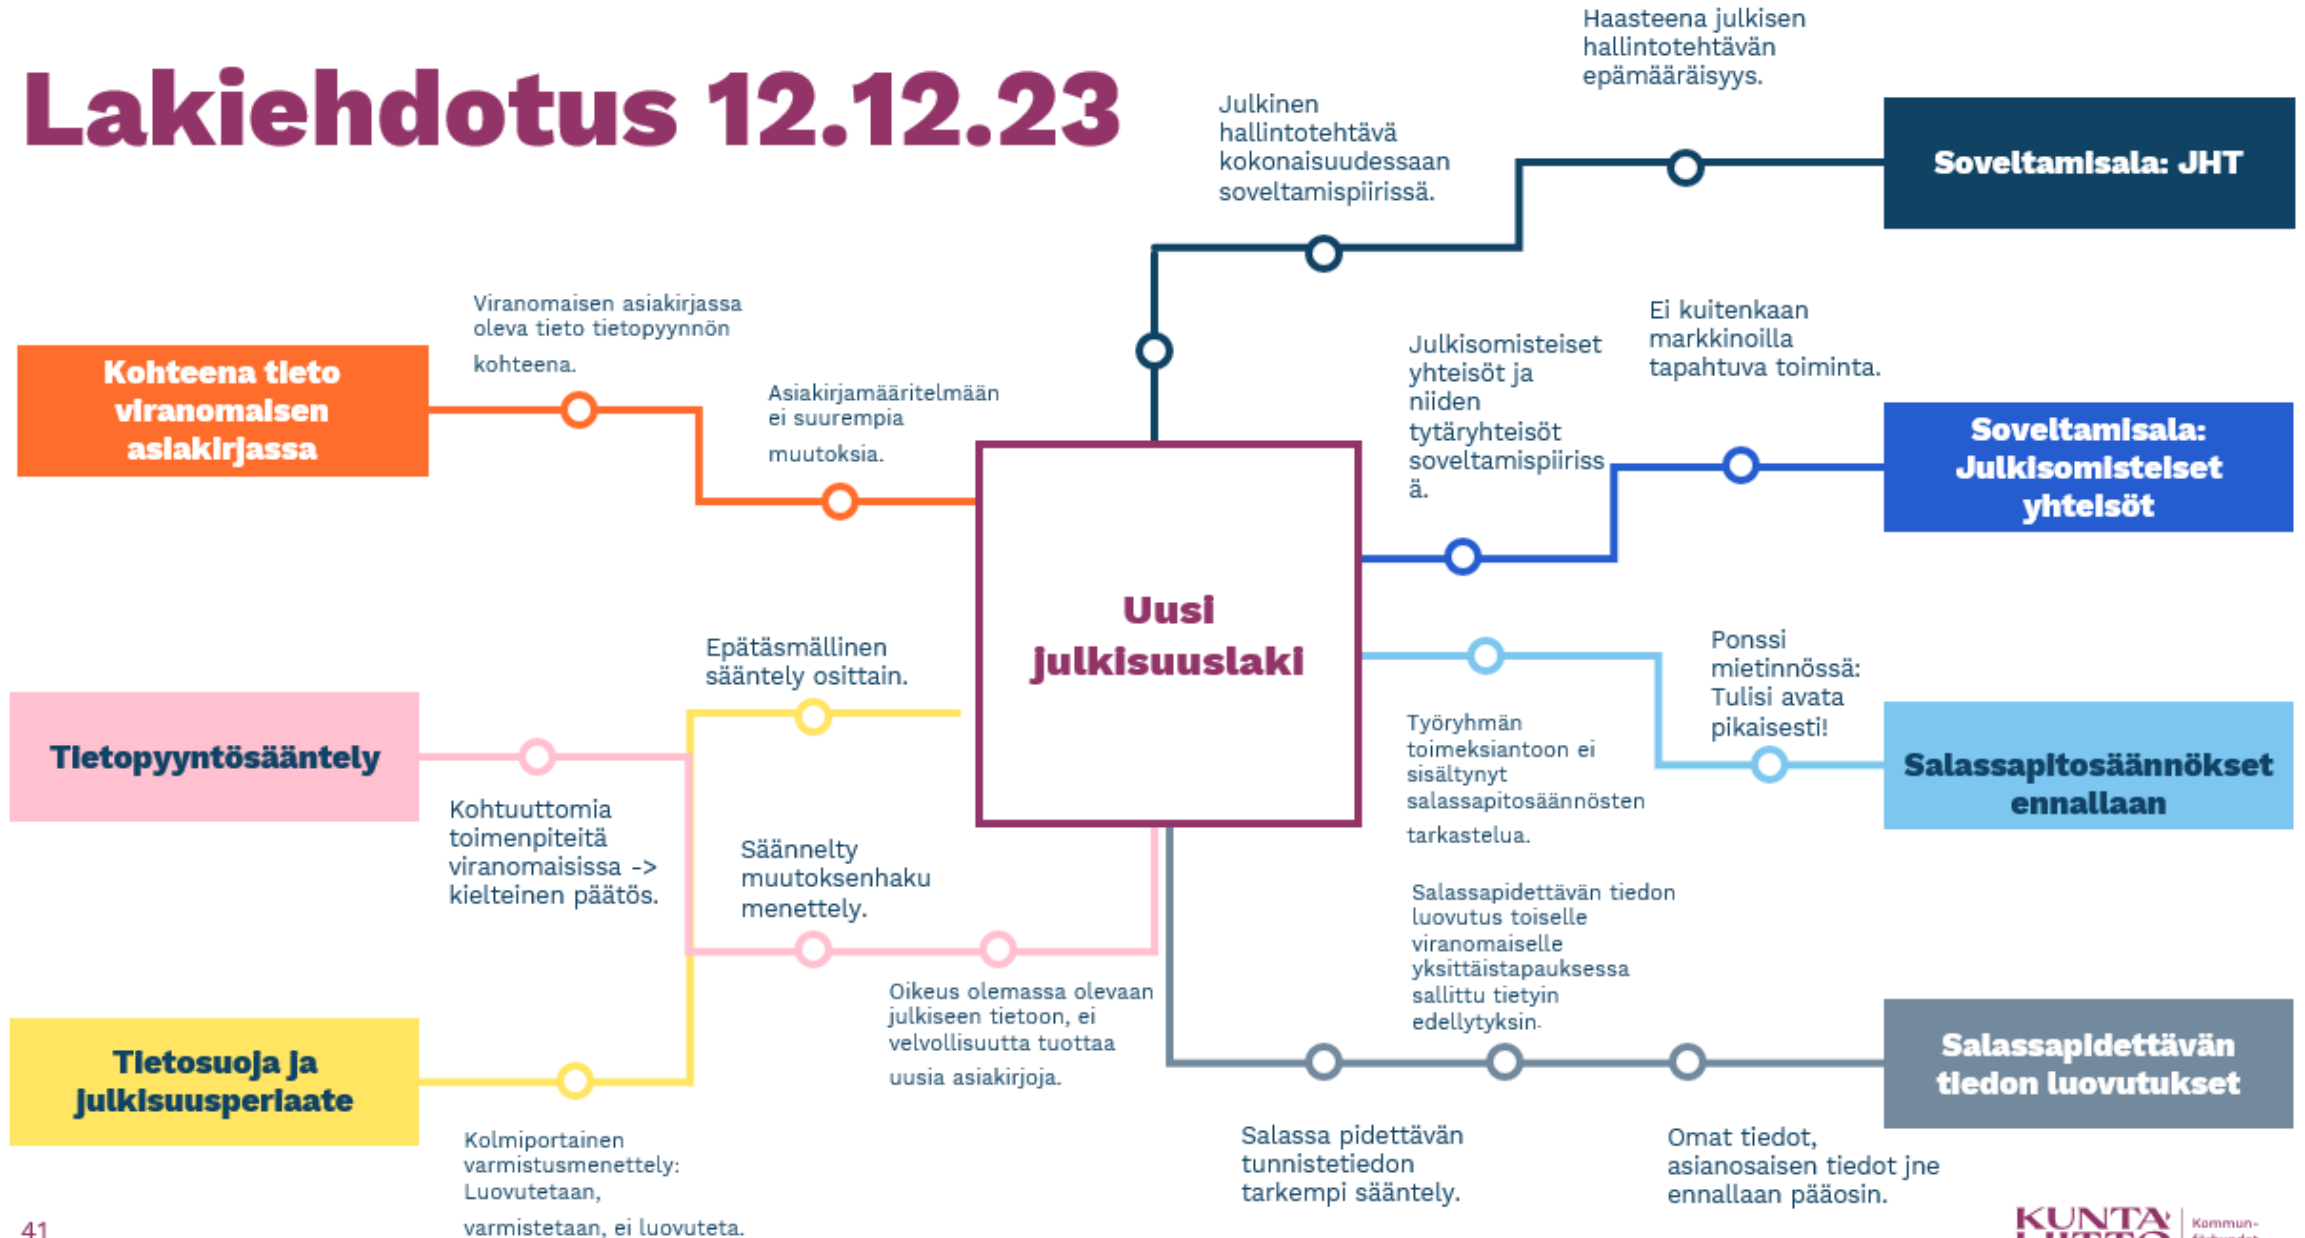 Lakiehdotus 12.12.23
Haasteena julkisen
hallintotehtävän
epämääräisyys.
Julkinen
hallintotehtävä
kokonaisuudessaan
soveltamispiirissä.
Soveltamisala: JHT
Viranomaisen asiakirjassa
oleva tieto tietopyynnön
kohteena.
Kohteena tieto
viranomaisen
asiakirjassa
Asiakirjamääritelmään
ei suurempia
muutoksia.
Julkisomisteiset
yhteisöt ja
niiden
tytäryhteisöt
soveltamispiiriss
ä.
Ei kuitenkaan
markkinoilla
tapahtuva toiminta.
Soveltamisala:
Julkisomisteiset
yhteisöt
Uusi
julkisuuslaki
Epätäsmällinen
sääntely osittain.
Tietopyyntösääntely
Kohtuuttomia
toimenpiteitä
viranomaisissa ->
kielteinen päätös.
Säännelty
muutoksenhaku
menettely.
Oikeus olemassa olevaan
julkiseen tietoon, ei
velvollisuutta tuottaa
uusia asiakirjoja.
Työryhmän
toimeksiantoon ei
sisältynyt
salassapitosäännösten
tarkastelua.
Ponssi
mietinnössä:
Tulisi avata
pikaisesti!
Salassapitosäännökset
ennallaan
Tietosuoja ja
julkisuusperiaate
Kolmiportainen
varmistusmenettely:
Luovutetaan,
varmistetaan, ei luovuteta.
Salassapidettävän tiedon
luovutus toiselle
viranomaiselle
yksittäistapauksessa
sallittu tietyin
edellytyksin.
Salassapidettävän
tiedon luovutukset
Salassa pidettävän
tunnistetiedon
tarkempi sääntely.
Omat tiedot,
asianosaisen tiedot jne
ennallaan pääosin.
41
KUNTA
Kommun-